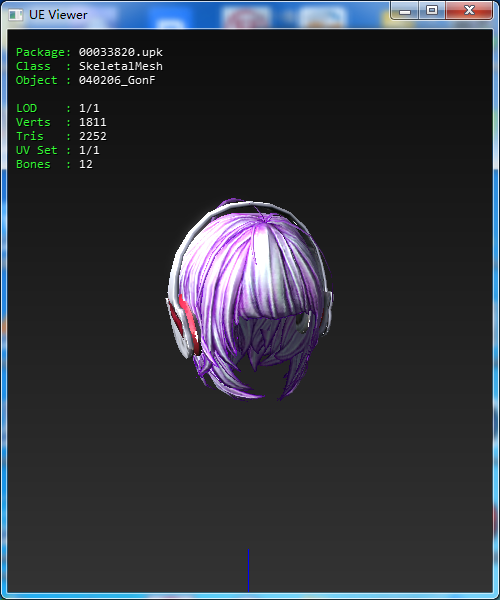 UE Viewer
Package: 00033820.upk
Class : SkeletalMesh
Object : 040206_GonF
LOD : 1/1
Verts : 1811
Tris : 2252
UV Set : 1/1
Bones : 12